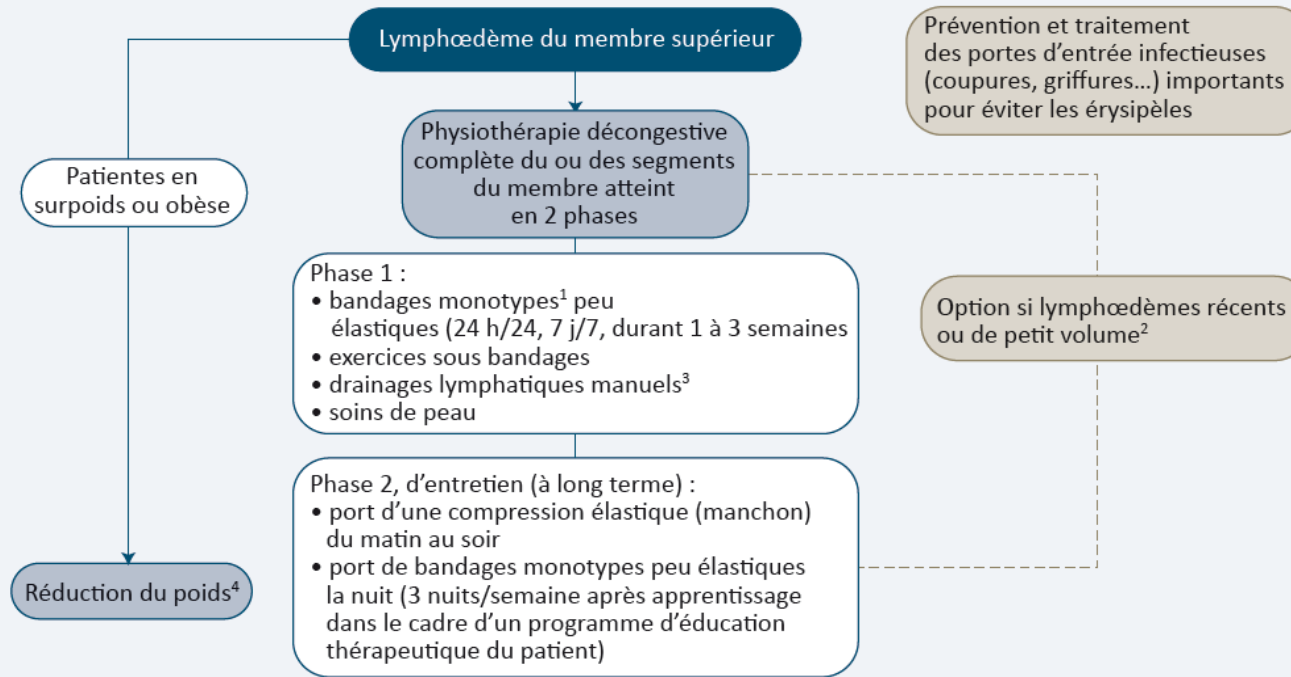 Lymphœdème du membre supérieur
Prévention et traitement
des portes d'entrée infectieuses
(coupures, griffures…) importants
pour éviter les érysipèles
Physiothérapie décongestive
complète du ou des segments
du membre atteint
en 2 phases
Patientes en
surpoids ou obèse
Phase 1 :
• bandages monotypes¹ peu
élastiques (24 h/24, 7 j/7, durant 1 à 3 semaines
• exercices sous bandages
• drainages lymphatiques manuels³
• soins de peau
Option si lymphœdèmes récents
ou de petit volume²
Phase 2, d'entretien (à long terme) :
• port d'une compression élastique (manchon)
du matin au soir
• port de bandages monotypes peu élastiques
la nuit (3 nuits/semaine après apprentissage
dans le cadre d'un programme d'éducation
thérapeutique du patient)
Réduction du poids⁴